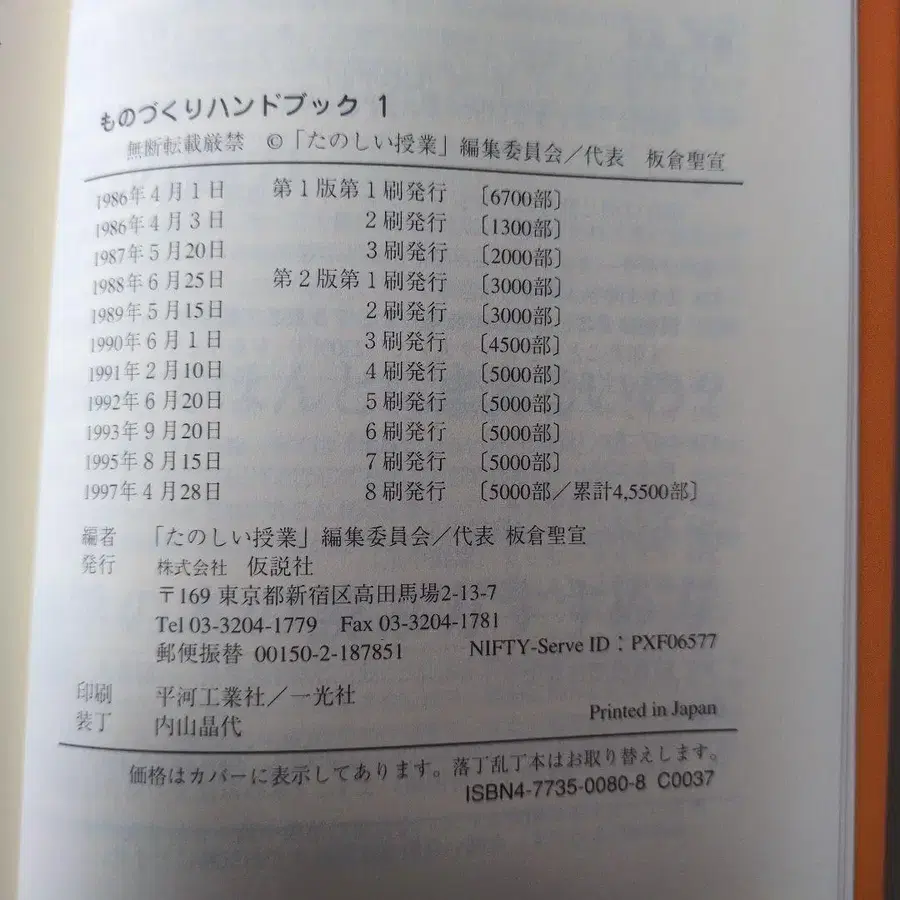 ものづくりハンドブック 1
無断転載厳禁 ©「たのしい授業」編集委員会／代表 板倉聖宣
1986年4月1日 第1版第1刷発行 〔6700部〕
1986年4月3日 2刷発行 〔1300部〕
1987年5月20日 3刷発行 〔2000部〕
1988年6月25日 第2版第1刷発行 〔3000部〕
1989年5月15日 2刷発行 〔3000部〕
1990年6月1日 3刷発行 〔4500部〕
1991年2月10日 4刷発行 〔5000部〕
1992年6月20日 5刷発行 〔5000部〕
1993年9月20日 6刷発行 〔5000部〕
1995年8月15日 7刷発行 〔5000部〕
1997年4月28日 8刷発行 〔5000部／累計4,5500部〕
編者 「たのしい授業」編集委員会／代表 板倉聖宣
発行 株式会社 仮説社
〒169 東京都新宿区高田馬場2-13-7
Tel 03-3204-1779 Fax 03-3204-1781
郵便振替 00150-2-187851 NIFTY-Serve ID：PXF06577
印刷 平河工業社／一光社
装丁 内山晶代 Printed in Japan
価格はカバーに表示してあります。落丁乱丁本はお取り替えします。
ISBN4-7735-0080-8 C0037